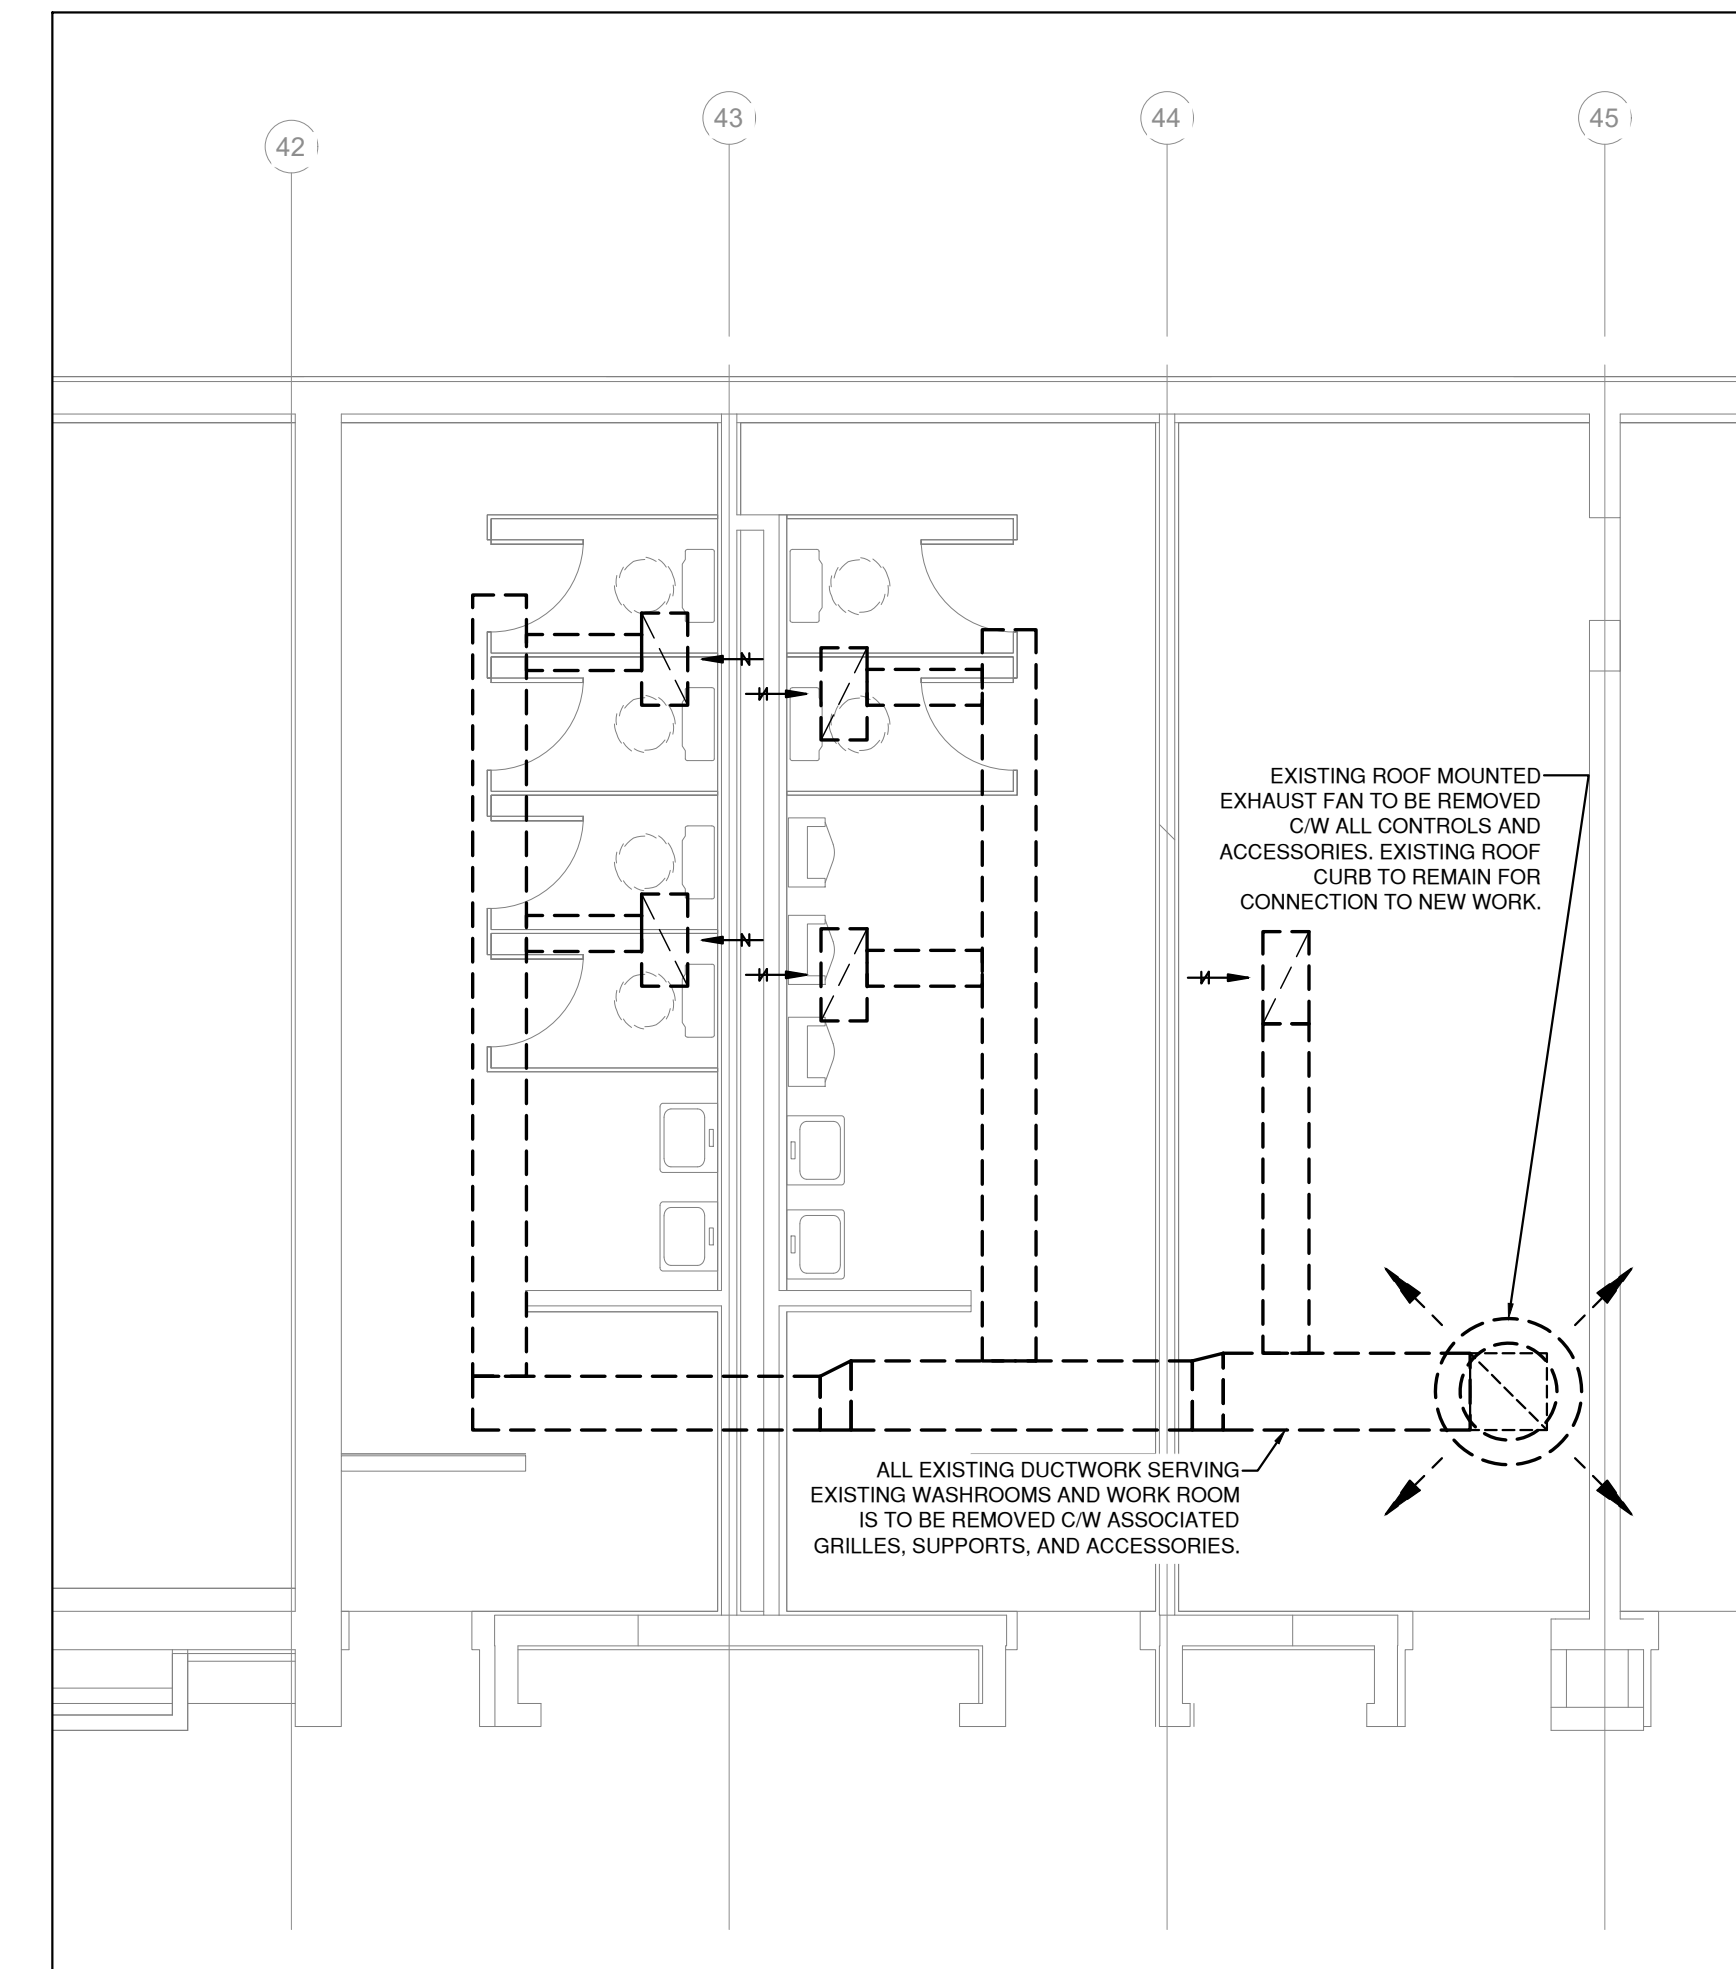 43
44
45
42
EXISTING ROOF MOUNTED
EXHAUST FAN TO BE REMOVED
C/W ALL CONTROLS AND
ACCESSORIES. EXISTING ROOF
CURB TO REMAIN FOR
CONNECTION TO NEW WORK.
ALL EXISTING DUCTWORK SERVING
EXISTING WASHROOMS AND WORK ROOM
IS TO BE REMOVED C/W ASSOCIATED
GRILLES, SUPPORTS, AND ACCESSORIES.